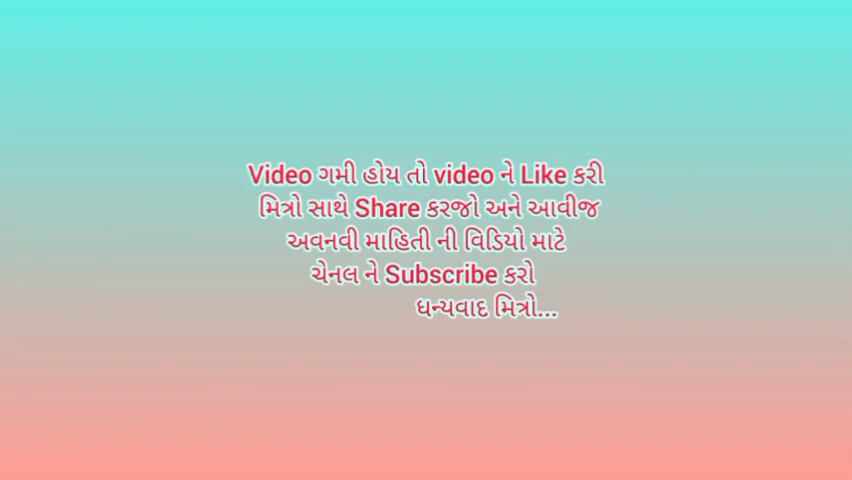 Video ગમી હોય તો video ને Like કરી
મિત્રો સાથે Share કરજો અને આવીજ
અવનવી માહિતી ની વિડિયો માટે
ચેનલ ને Subscribe કરો
ધન્યવાદ મિત્રો...